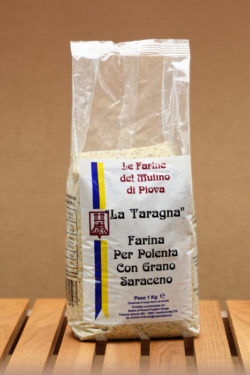 Le Farine
del Mulino
di Piova
"La Taragna"
Farina
Per Polenta
Con Grano
Saraceno
Peso 1 Kg